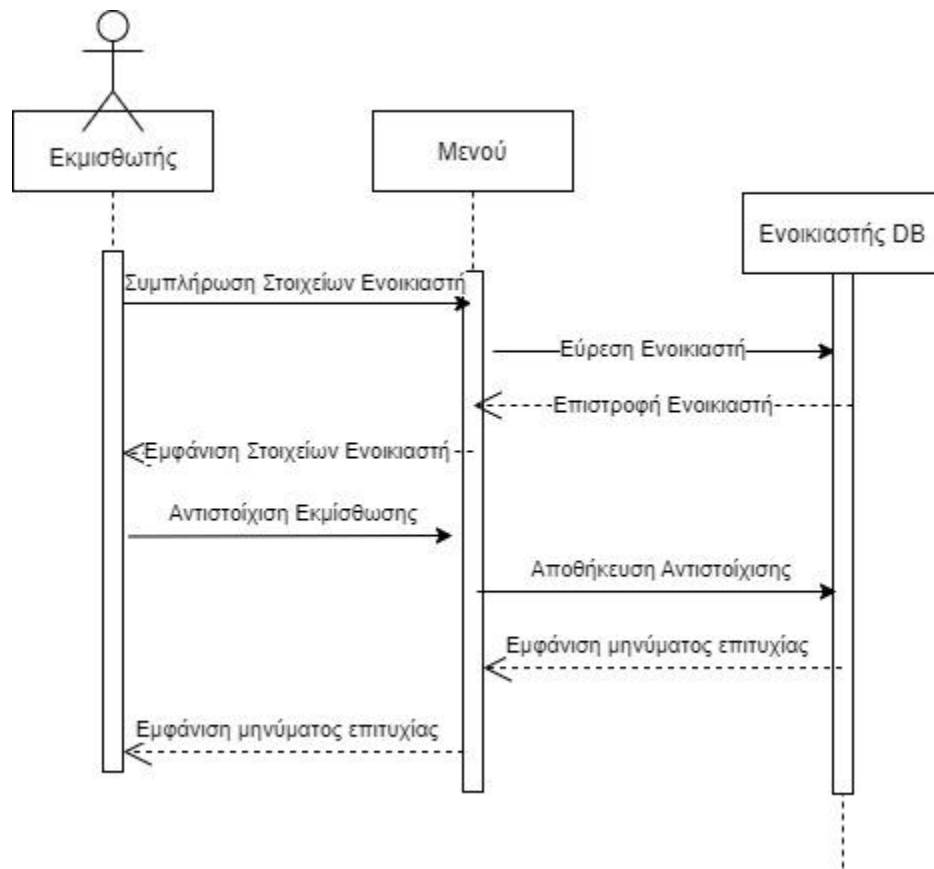 Εκμισθωτής
Μενού
Ενοικιαστής DB
Συμπλήρωση Στοιχείων Ενοικιαστή
Εύρεση Ενοικιαστή
Επιστροφή Ενοικιαστή
Εμφάνιση Στοιχείων Ενοικιαστή
Αντιστοίχιση Εκμίσθωσης
Αποθήκευση Αντιστοίχισης
Εμφάνιση μηνύματος επιτυχίας
Εμφάνιση μηνύματος επιτυχίας